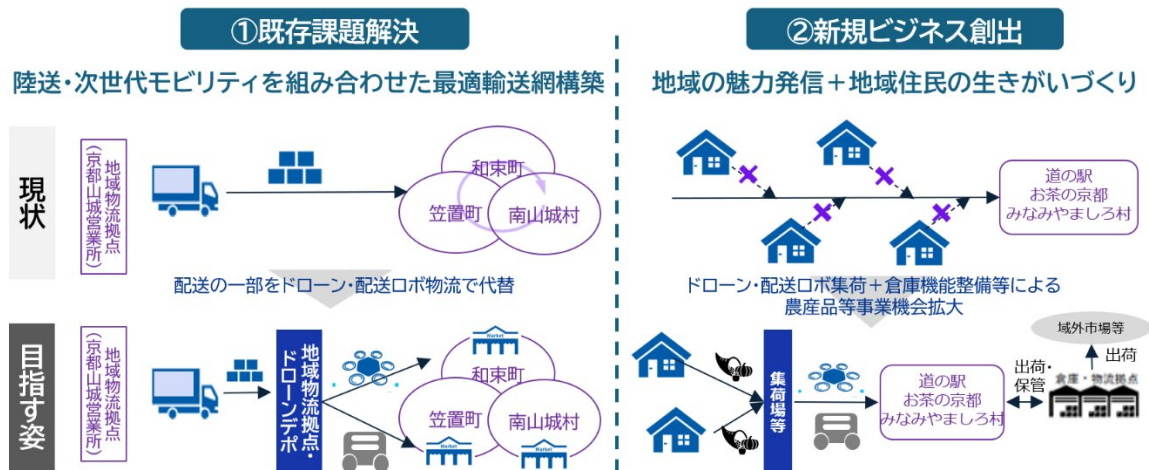 ①既存課題解決
陸送・次世代モビリティを組み合わせた最適輸送網構築
現状
地域物流拠点
(京都山城営業所)
和束町
笠置町
南山城村
配送の一部をドローン・配送ロボ物流で代替
目指す姿
地域物流拠点
(京都山城営業所)
地域物流拠点・
ドローンデポ
Market
和束町
笠置町
南山城村
Market
Market
②新規ビジネス創出
地域の魅力発信+地域住民の生きがいづくり
道の駅
お茶の京都
みなみやましろ村
ドローン・配送ロボ集荷+倉庫機能整備等による
農産品等事業機会拡大
集荷場等
道の駅
お茶の京都
みなみやましろ村
域外市場等
出荷
出荷・
保管
倉庫・物流拠点